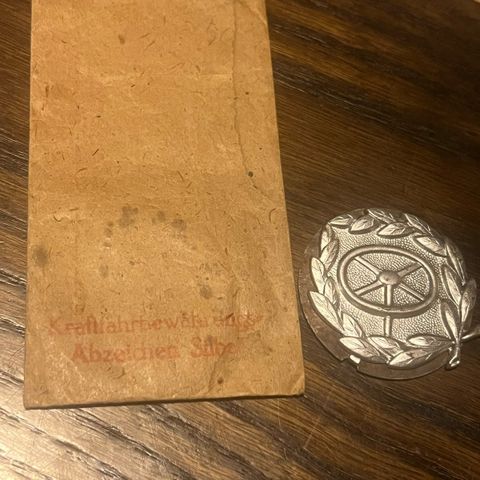 Kraftfahrbewährungs-
Abzeichen Silber